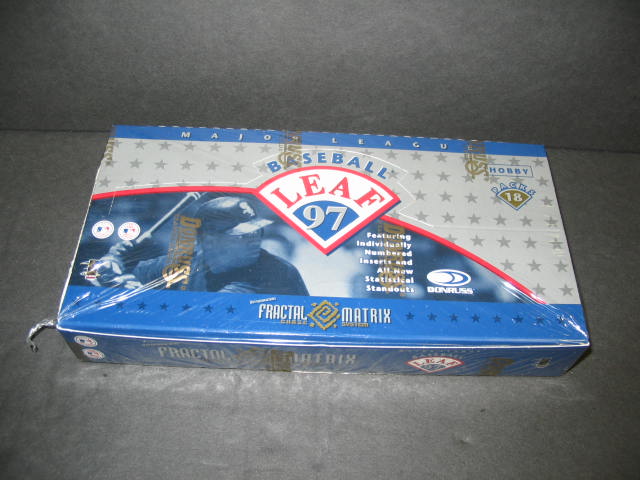 MAJOR LEAGUE
BASEBALL
LEAF
97
HOBBY
PACKS
18
Featuring
Individually
Numbered
Inserts and
All-New
Statistical
Standouts
DONRUSS
FRACTAL MATRIX
CHASE SYSTEM
FRACTAL MATRIX
LEAF
97